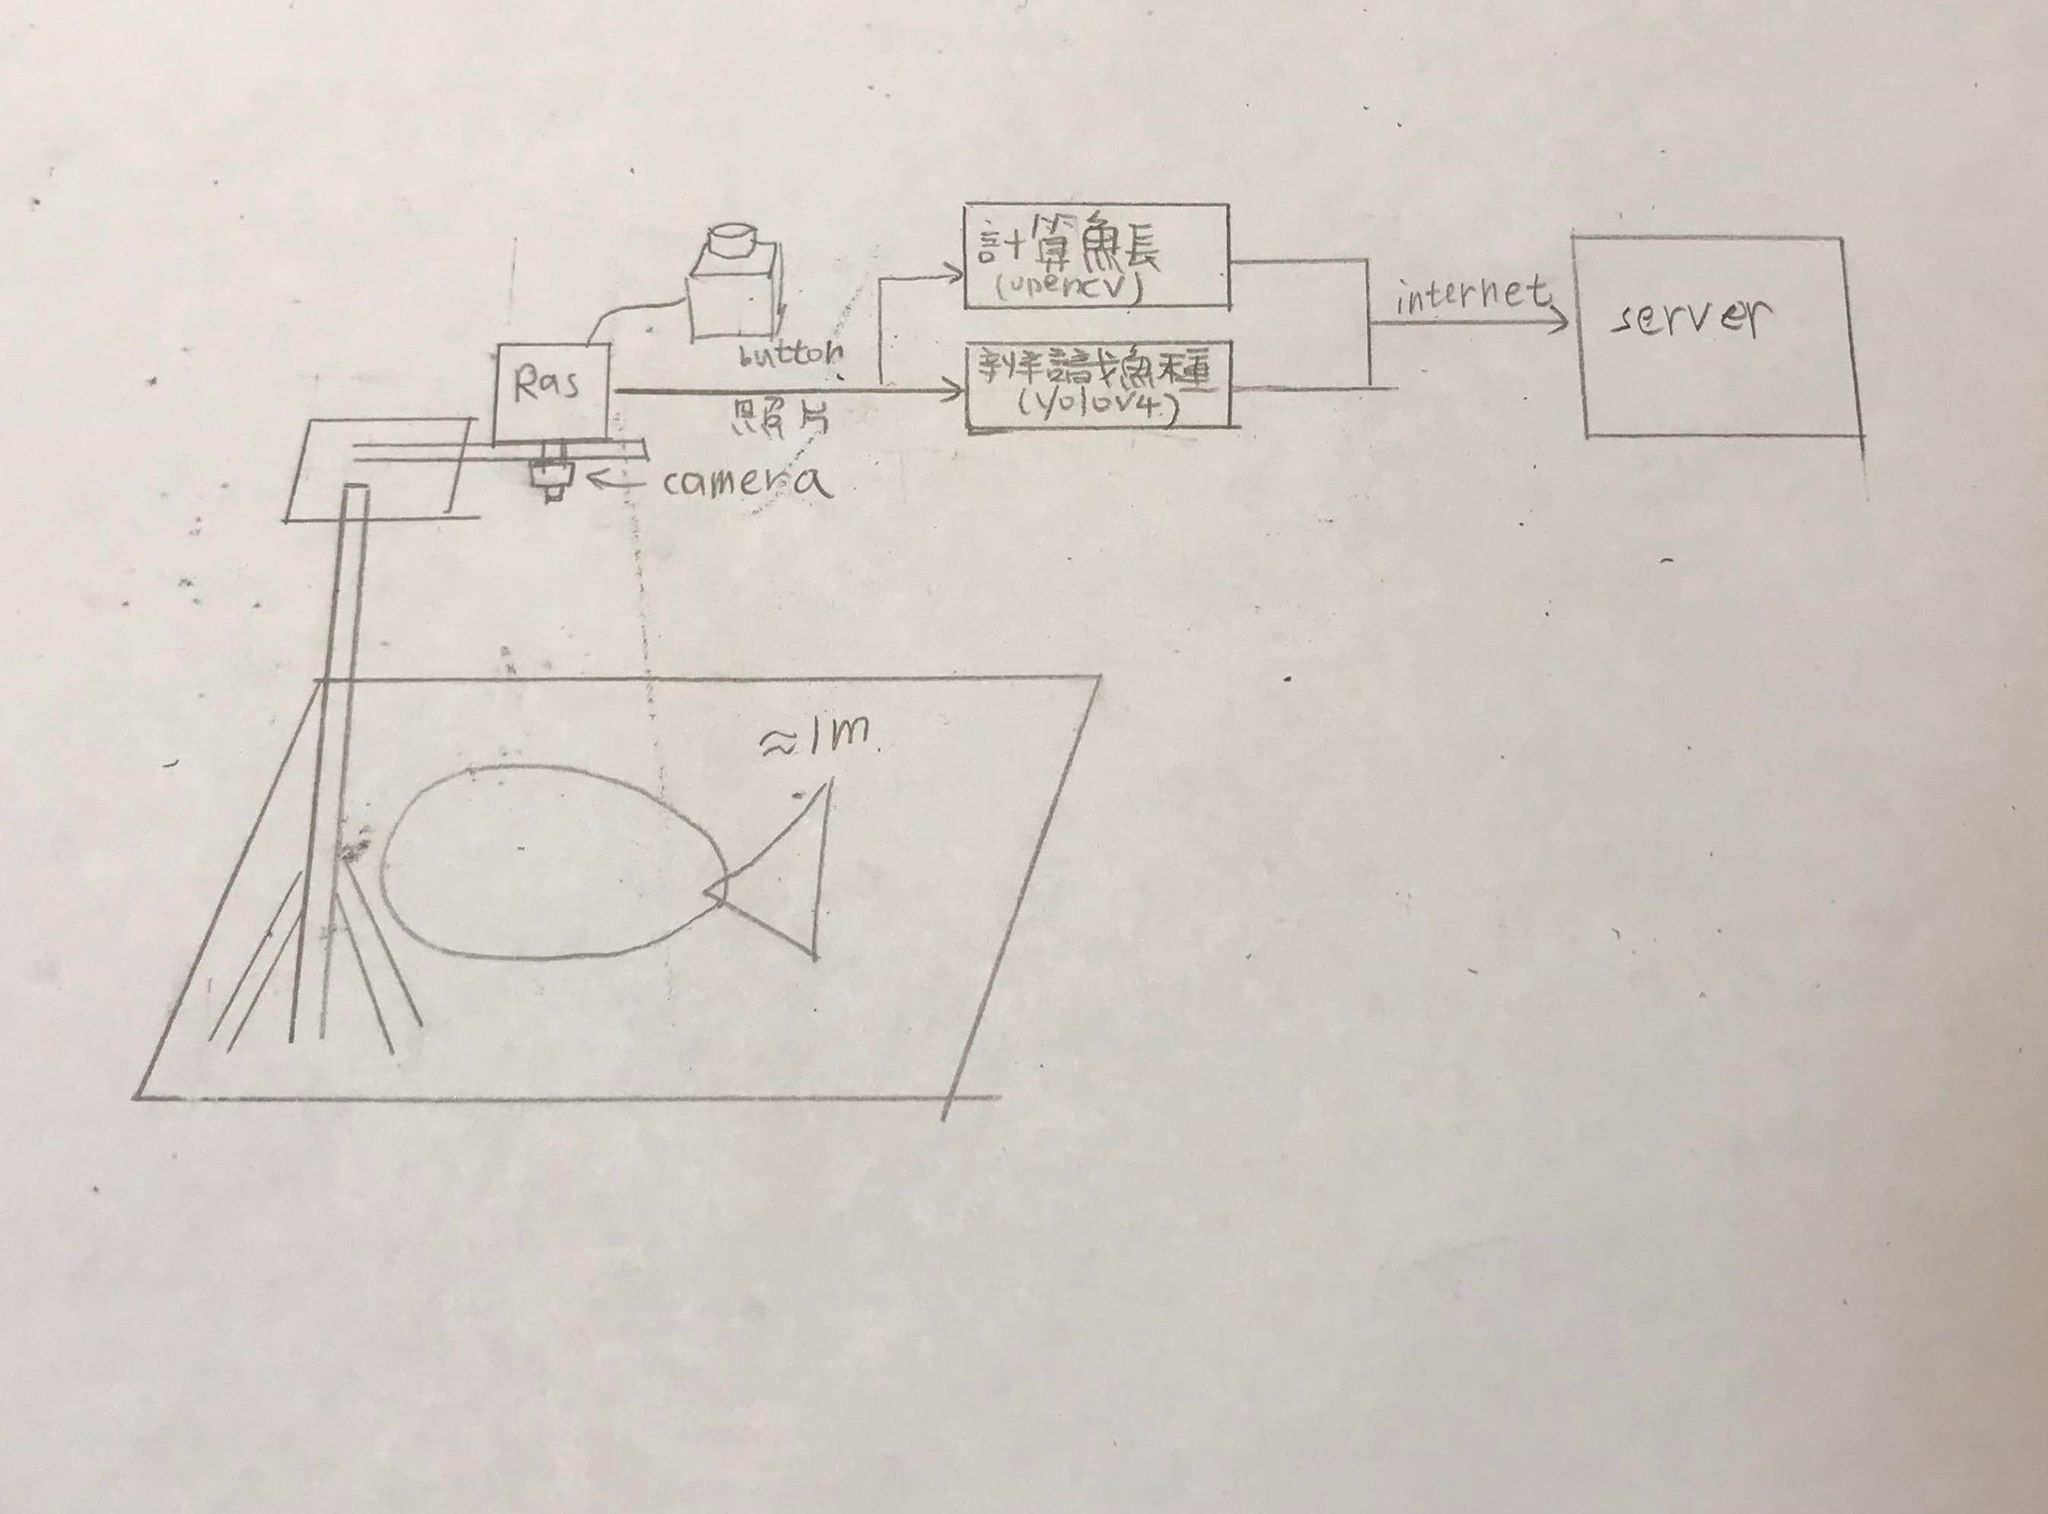 計算魚長
(opencv)
internet
server
button
Ras
照片
辨識魚種
(yolov4)
camera
≈1m